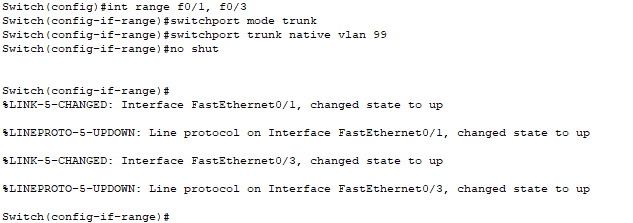 Switch(config)#int range f0/1, f0/3
Switch(config-if-range)#switchport mode trunk
Switch(config-if-range)#switchport trunk native vlan 99
Switch(config-if-range)#no shut
Switch(config-if-range)#
%LINK-5-CHANGED: Interface FastEthernet0/1, changed state to up
%LINEPROTO-5-UPDOWN: Line protocol on Interface FastEthernet0/1, changed state to up
%LINK-5-CHANGED: Interface FastEthernet0/3, changed state to up
%LINEPROTO-5-UPDOWN: Line protocol on Interface FastEthernet0/3, changed state to up
Switch(config-if-range)#